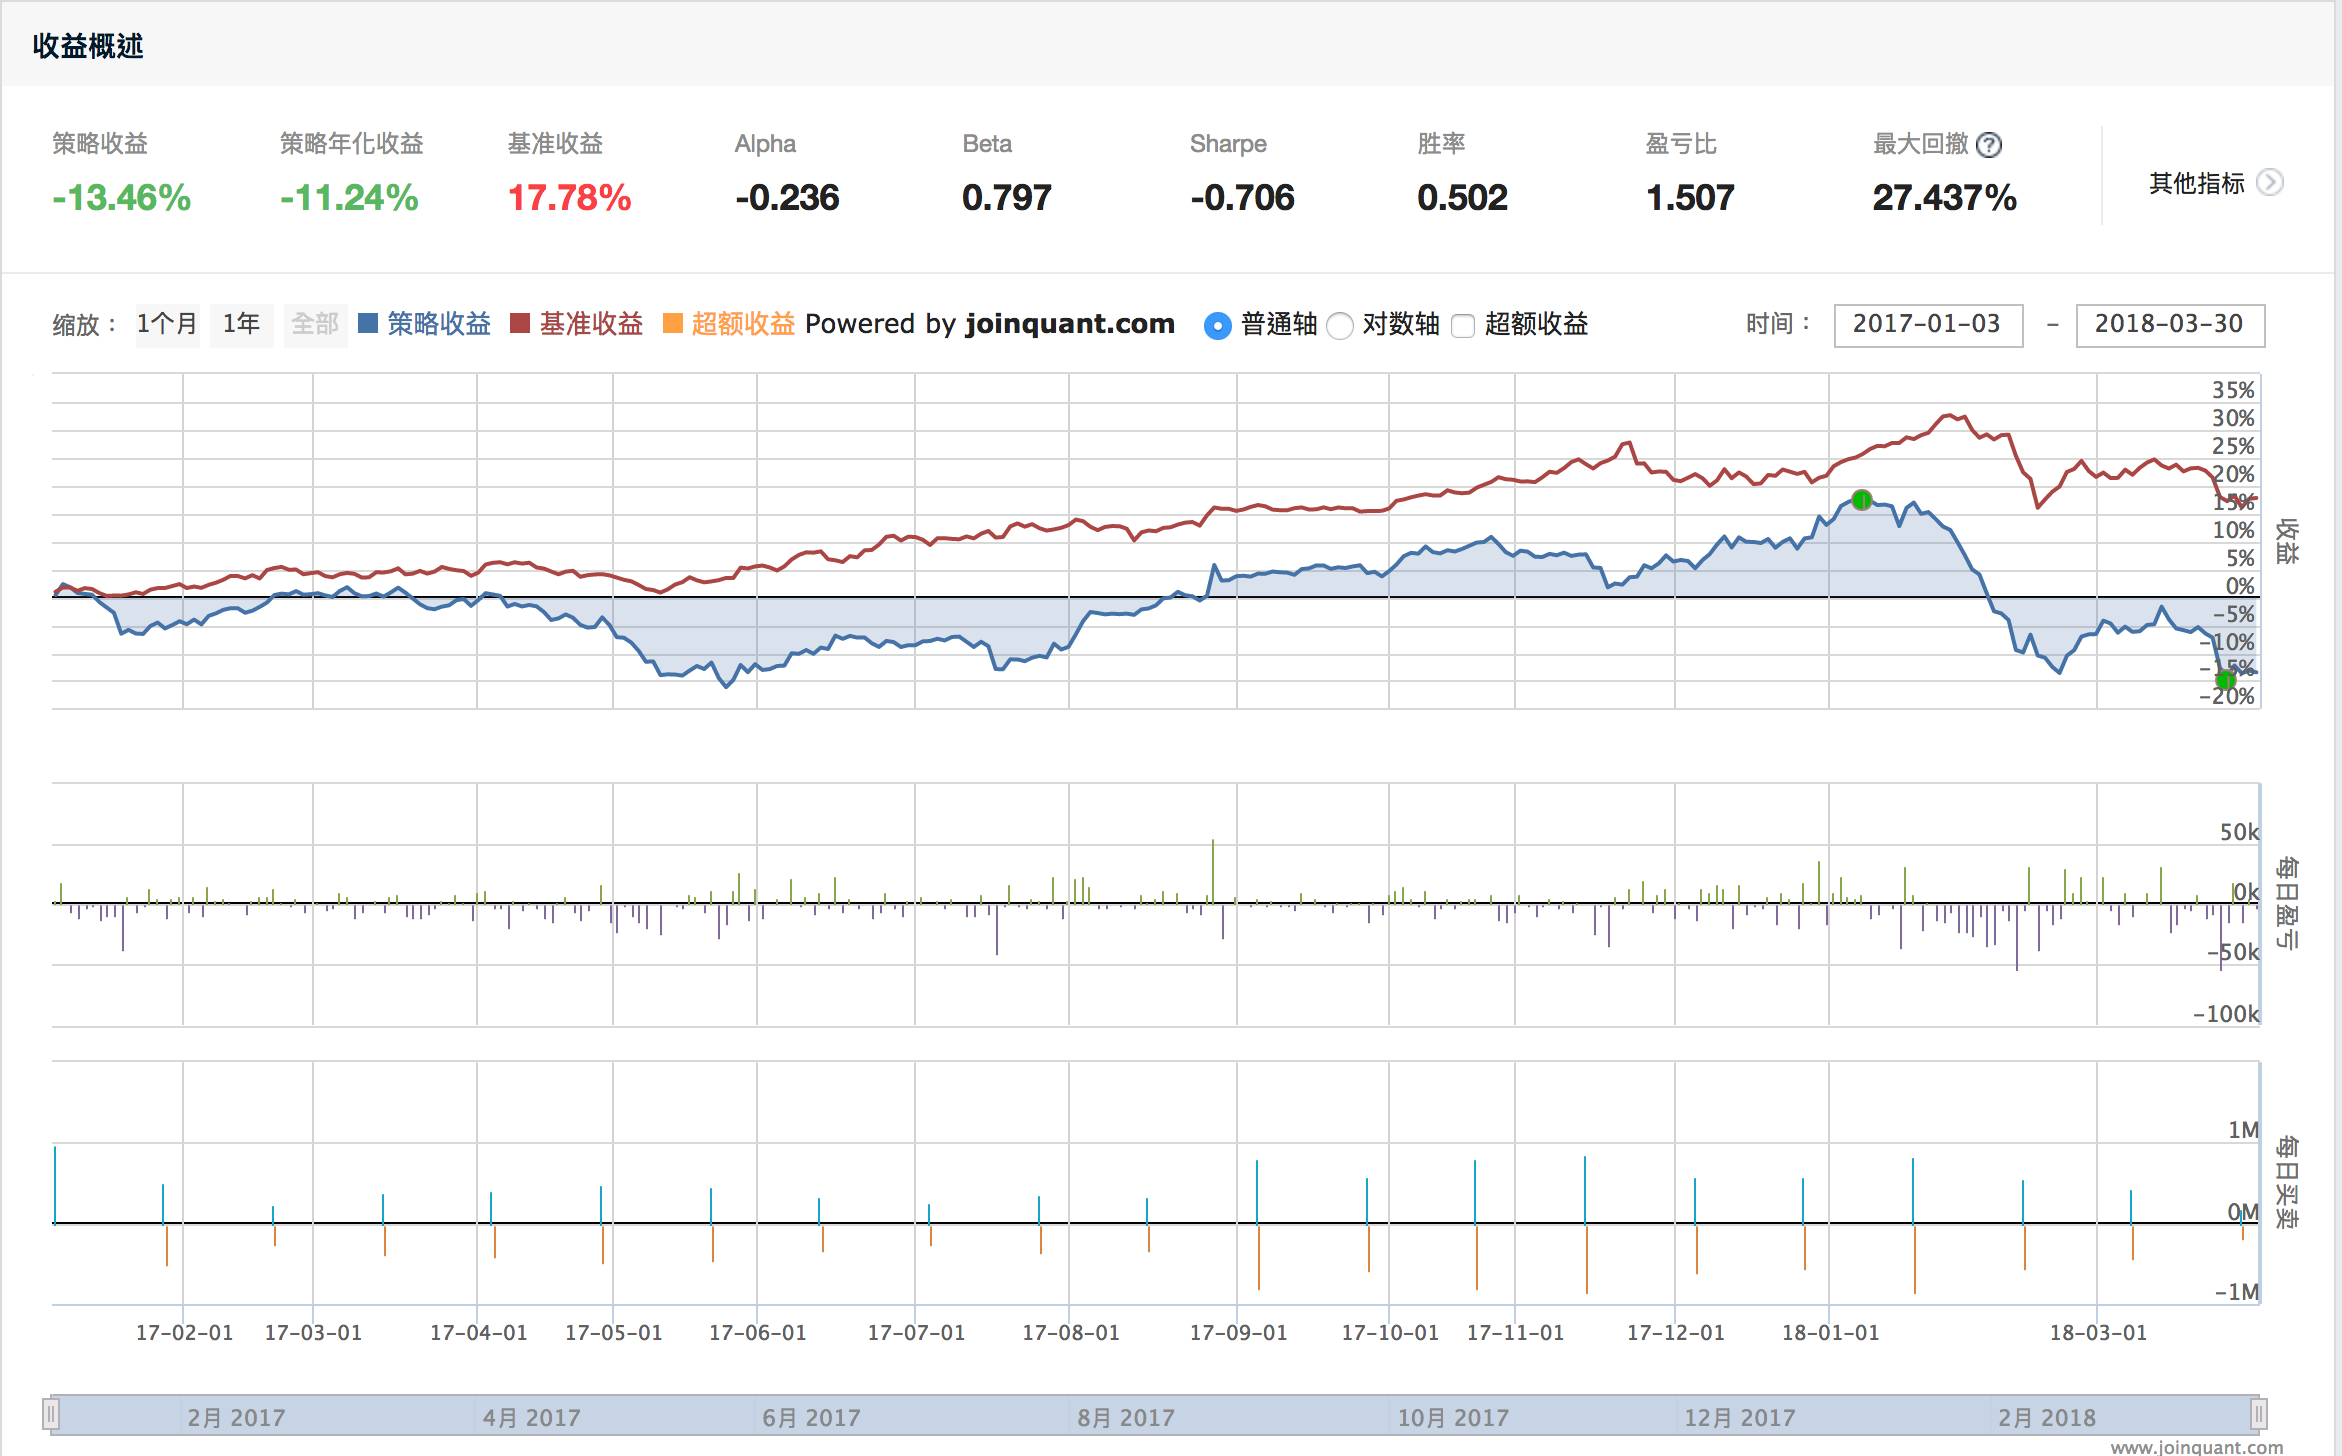 收益概述
策略收益 策略年化收益 基准收益 Alpha Beta Sharpe 胜率 盈亏比 最大回撤 ?
-13.46% -11.24% 17.78% -0.236 0.797 -0.706 0.502 1.507 27.437% 其他指标
缩放： 1个月 1年 全部 策略收益 基准收益 超额收益 Powered by joinquant.com 普通轴 对数轴 超额收益 时间： 2017-01-03 - 2018-03-30
35%
30%
25%
20%
15%
10%
5%
0%
-5%
-10%
-15%
-20%
收益
50k
0k
-50k
-100k
每日盈亏
1M
0M
-1M
每日买卖
17-02-01 17-03-01 17-04-01 17-05-01 17-06-01 17-07-01 17-08-01 17-09-01 17-10-01 17-11-01 17-12-01 18-01-01 18-03-01
2月 2017 4月 2017 6月 2017 8月 2017 10月 2017 12月 2017 2月 2018
www.joinquant.com